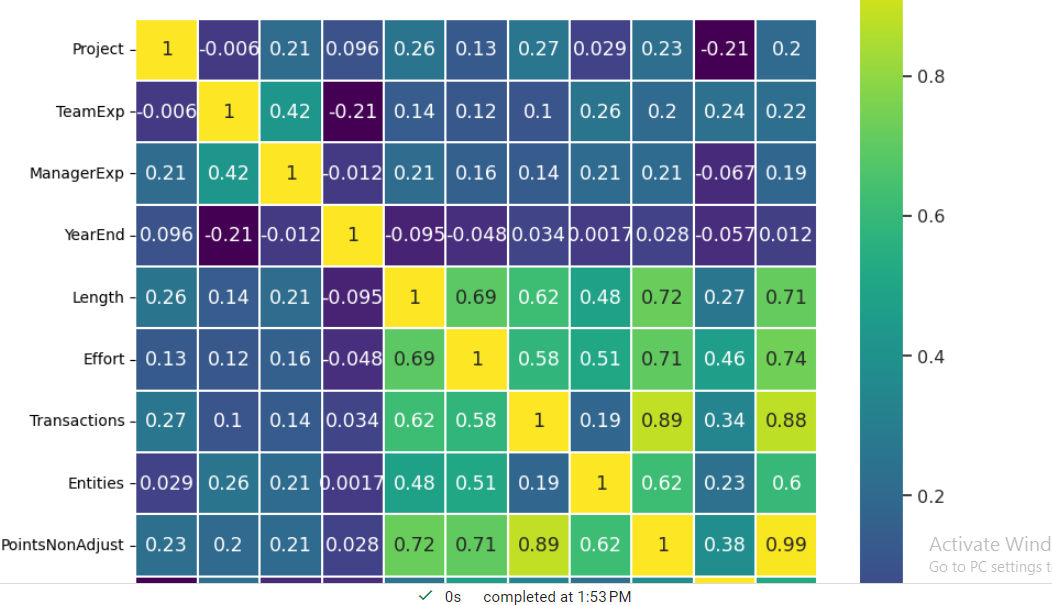 Project 1 -0.006 0.21 0.096 0.26 0.13 0.27 0.029 0.23 -0.21 0.2
TeamExp -0.006 1 0.42 -0.21 0.14 0.12 0.1 0.26 0.2 0.24 0.22
ManagerExp 0.21 0.42 1 -0.012 0.21 0.16 0.14 0.21 0.21 -0.067 0.19
YearEnd 0.096 -0.21 -0.012 1 -0.095 -0.048 0.034 0.0017 0.028 -0.057 0.012
Length 0.26 0.14 0.21 -0.095 1 0.69 0.62 0.48 0.72 0.27 0.71
Effort 0.13 0.12 0.16 -0.048 0.69 1 0.58 0.51 0.71 0.46 0.74
Transactions 0.27 0.1 0.14 0.034 0.62 0.58 1 0.19 0.89 0.34 0.88
Entities 0.029 0.26 0.21 0.0017 0.48 0.51 0.19 1 0.62 0.23 0.6
PointsNonAdjust 0.23 0.2 0.21 0.028 0.72 0.71 0.89 0.62 1 0.38 0.99
0.8
0.6
0.4
0.2
Activate Wind
Go to PC settings t
0s completed at 1:53 PM